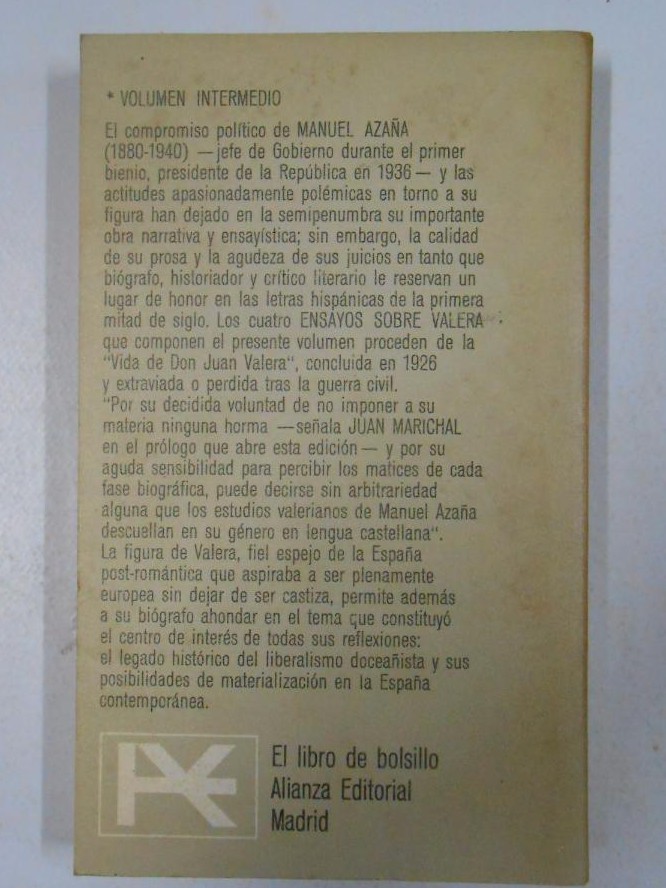 * VOLUMEN INTERMEDIO
El compromiso político de MANUEL AZAÑA
(1880-1940) —jefe de Gobierno durante el primer
bienio, presidente de la República en 1936— y las
actitudes apasionadamente polémicas en torno a su
figura han dejado en la semipenumbra su importante
obra narrativa y ensayística; sin embargo, la calidad
de su prosa y la agudeza de sus juicios en tanto que
biógrafo, historiador y crítico literario le reservan un
lugar de honor en las letras hispánicas de la primera
mitad de siglo. Los cuatro ENSAYOS SOBRE VALERA
que componen el presente volumen proceden de la
"Vida de Don Juan Valera", concluida en 1926
y extraviada o perdida tras la guerra civil.
"Por su decidida voluntad de no imponer a su
materia ninguna horma —señala JUAN MARICHAL
en el prólogo que abre esta edición— y por su
aguda sensibilidad para percibir los matices de cada
fase biográfica, puede decirse sin arbitrariedad
alguna que los estudios valerianos de Manuel Azaña
descuellan en su género en lengua castellana".
La figura de Valera, fiel espejo de la España
post-romántica que aspiraba a ser plenamente
europea sin dejar de ser castiza, permite además
a su biógrafo ahondar en el tema que constituyó
el centro de interés de todas sus reflexiones:
el legado histórico del liberalismo doceañista y sus
posibilidades de materialización en la España
contemporánea.
El libro de bolsillo
Alianza Editorial
Madrid